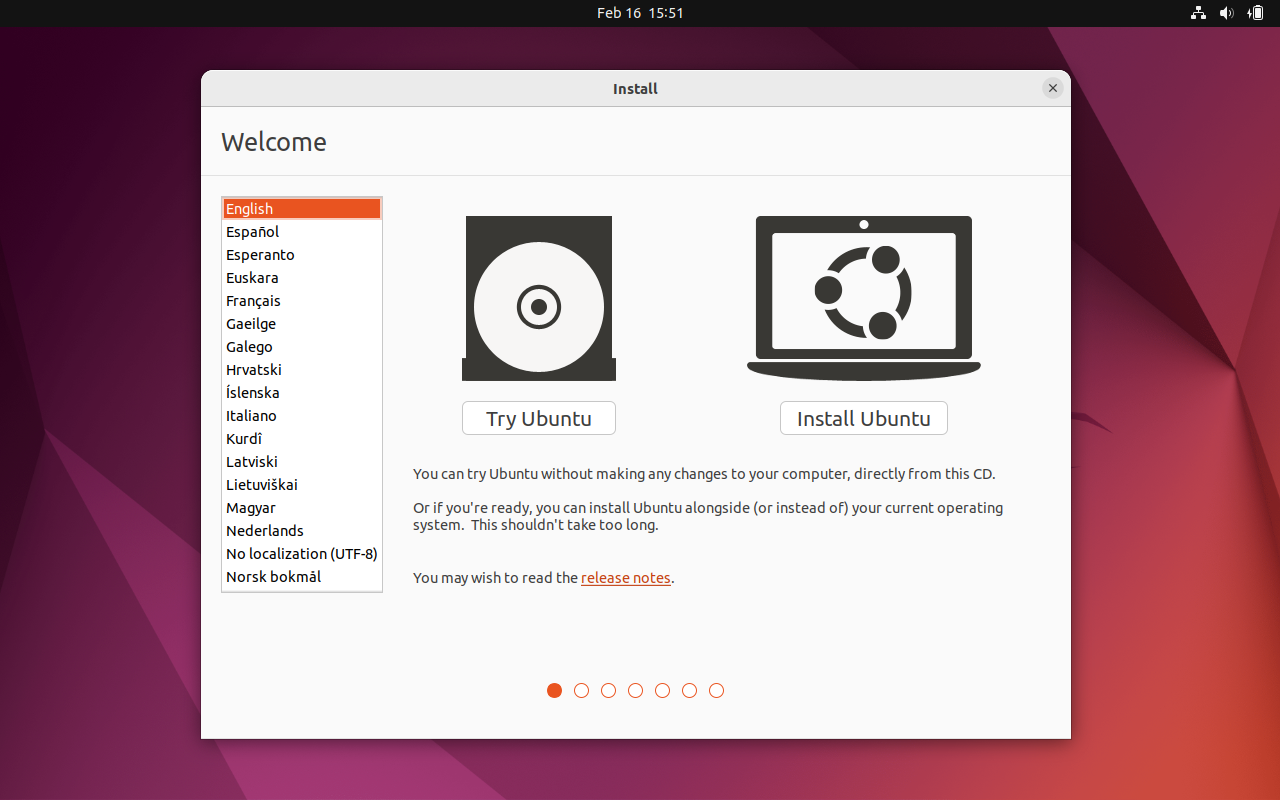 Feb 16 15:51
Install
Welcome
English
Español
Esperanto
Euskara
Français
Gaeilge
Galego
Hrvatski
Íslenska
Italiano
Kurdî
Latviski
Lietuviškai
Magyar
Nederlands
No localization (UTF-8)
Norsk bokmål
Try Ubuntu
Install Ubuntu
You can try Ubuntu without making any changes to your computer, directly from this CD.
Or if you're ready, you can install Ubuntu alongside (or instead of) your current operating
system. This shouldn't take too long.
You may wish to read the release notes.